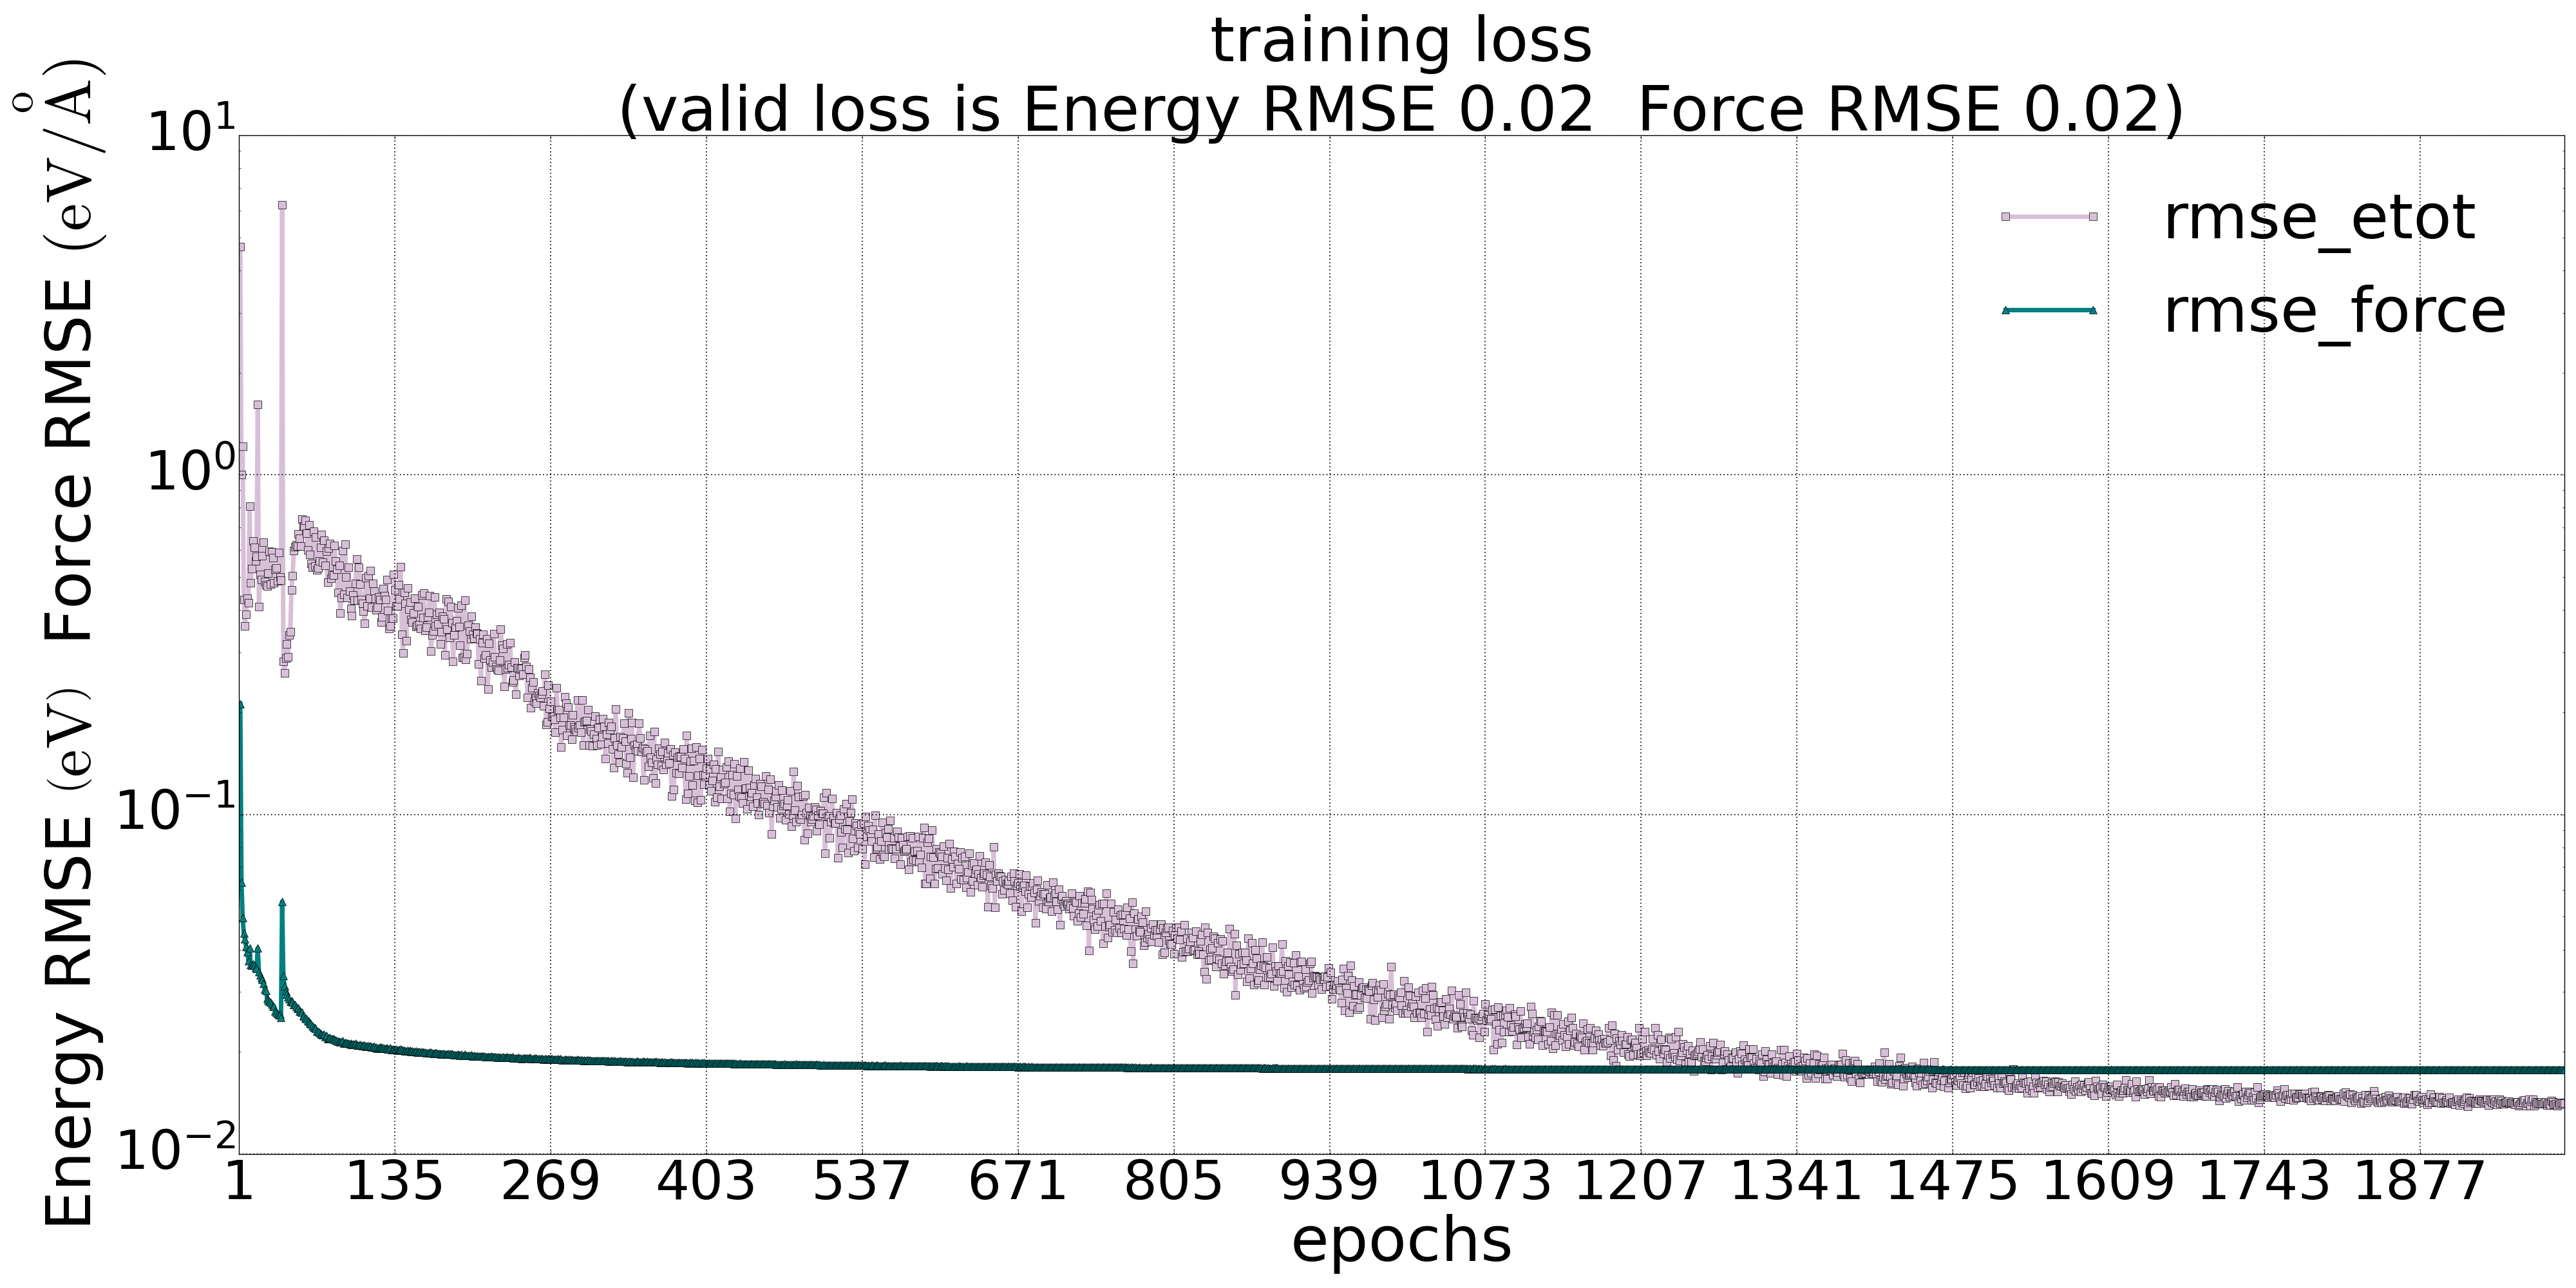 training loss
(valid loss is Energy RMSE 0.02  Force RMSE 0.02)
Energy RMSE (eV)  Force RMSE (eV/Å)
10¹
10⁰
10⁻¹
10⁻²
rmse_etot
rmse_force
1 135 269 403 537 671 805 939 1073 1207 1341 1475 1609 1743 1877
epochs